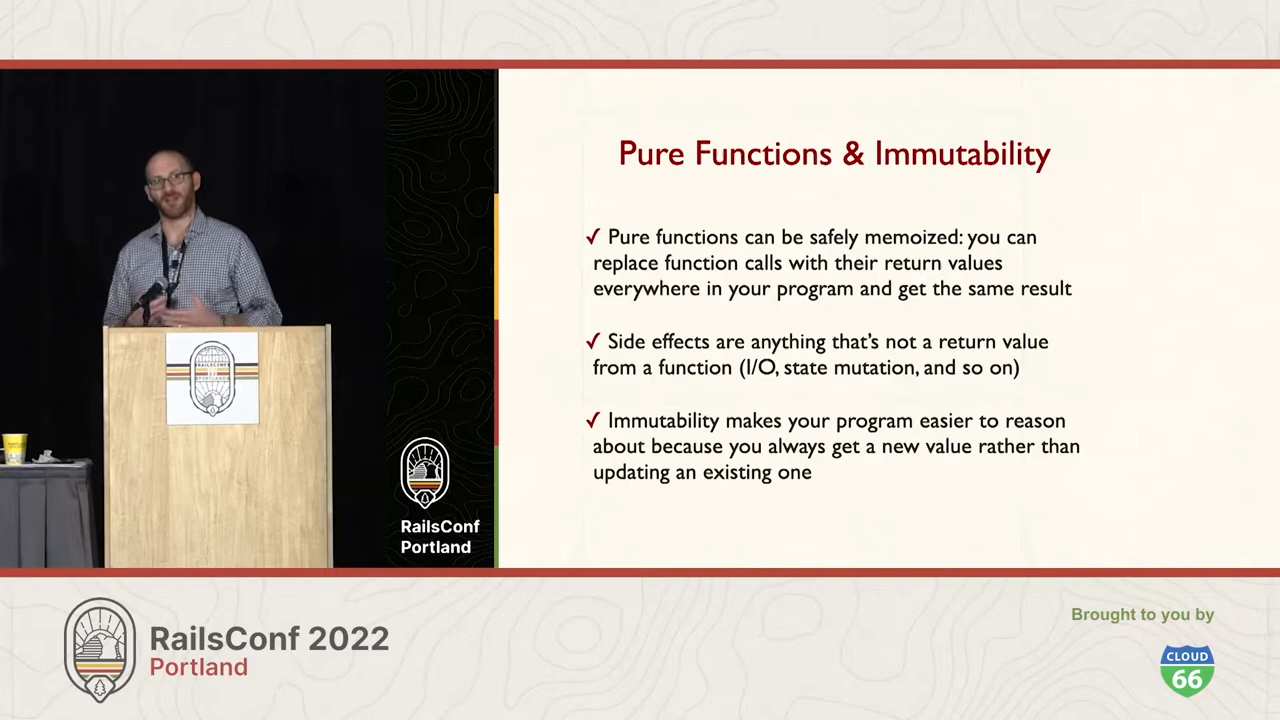 Pure Functions & Immutability
✓ Pure functions can be safely memoized: you can
replace function calls with their return values
everywhere in your program and get the same result
✓ Side effects are anything that's not a return value
from a function (I/O, state mutation, and so on)
✓ Immutability makes your program easier to reason
about because you always get a new value rather than
updating an existing one
RailsConf
Portland
RailsConf 2022
Portland
Brought to you by
CLOUD
66